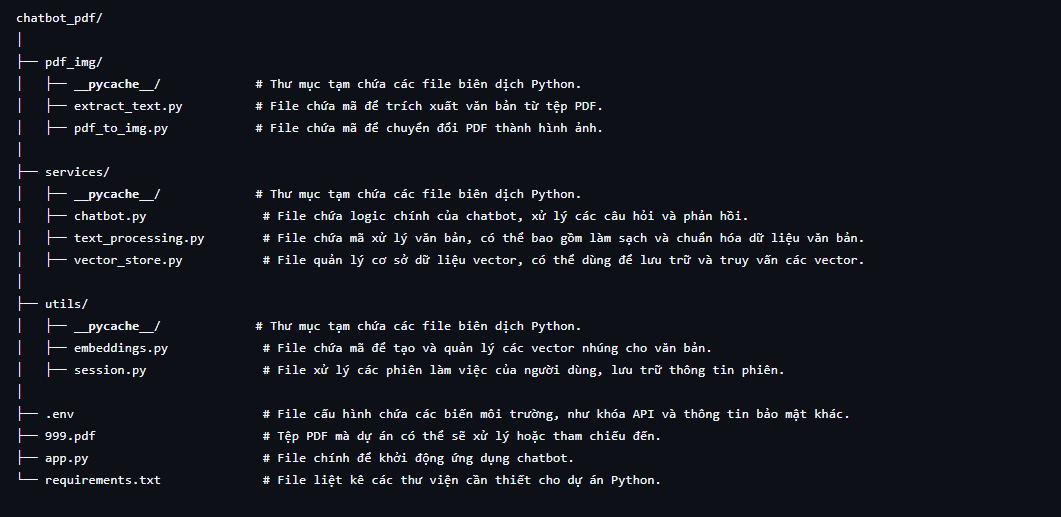 chatbot_pdf/
│
├── pdf_img/
│   ├── __pycache__/             # Thư mục tạm chứa các file biên dịch Python.
│   ├── extract_text.py          # File chứa mã để trích xuất văn bản từ tệp PDF.
│   ├── pdf_to_img.py            # File chứa mã để chuyển đổi PDF thành hình ảnh.
│
├── services/
│   ├── __pycache__/             # Thư mục tạm chứa các file biên dịch Python.
│   ├── chatbot.py                # File chứa logic chính của chatbot, xử lý các câu hỏi và phản hồi.
│   ├── text_processing.py        # File chứa mã xử lý văn bản, có thể bao gồm làm sạch và chuẩn hóa dữ liệu văn bản.
│   ├── vector_store.py           # File quản lý cơ sở dữ liệu vector, có thể dùng để lưu trữ và truy vấn các vector.
│
├── utils/
│   ├── __pycache__/             # Thư mục tạm chứa các file biên dịch Python.
│   ├── embeddings.py             # File chứa mã để tạo và quản lý các vector nhúng cho văn bản.
│   ├── session.py                # File xử lý các phiên làm việc của người dùng, lưu trữ thông tin phiên.
│
├── .env                          # File cấu hình chứa các biến môi trường, như khóa API và thông tin bảo mật khác.
├── 999.pdf                       # Tệp PDF mà dự án có thể sẽ xử lý hoặc tham chiếu đến.
├── app.py                        # File chính để khởi động ứng dụng chatbot.
└── requirements.txt              # File liệt kê các thư viện cần thiết cho dự án Python.